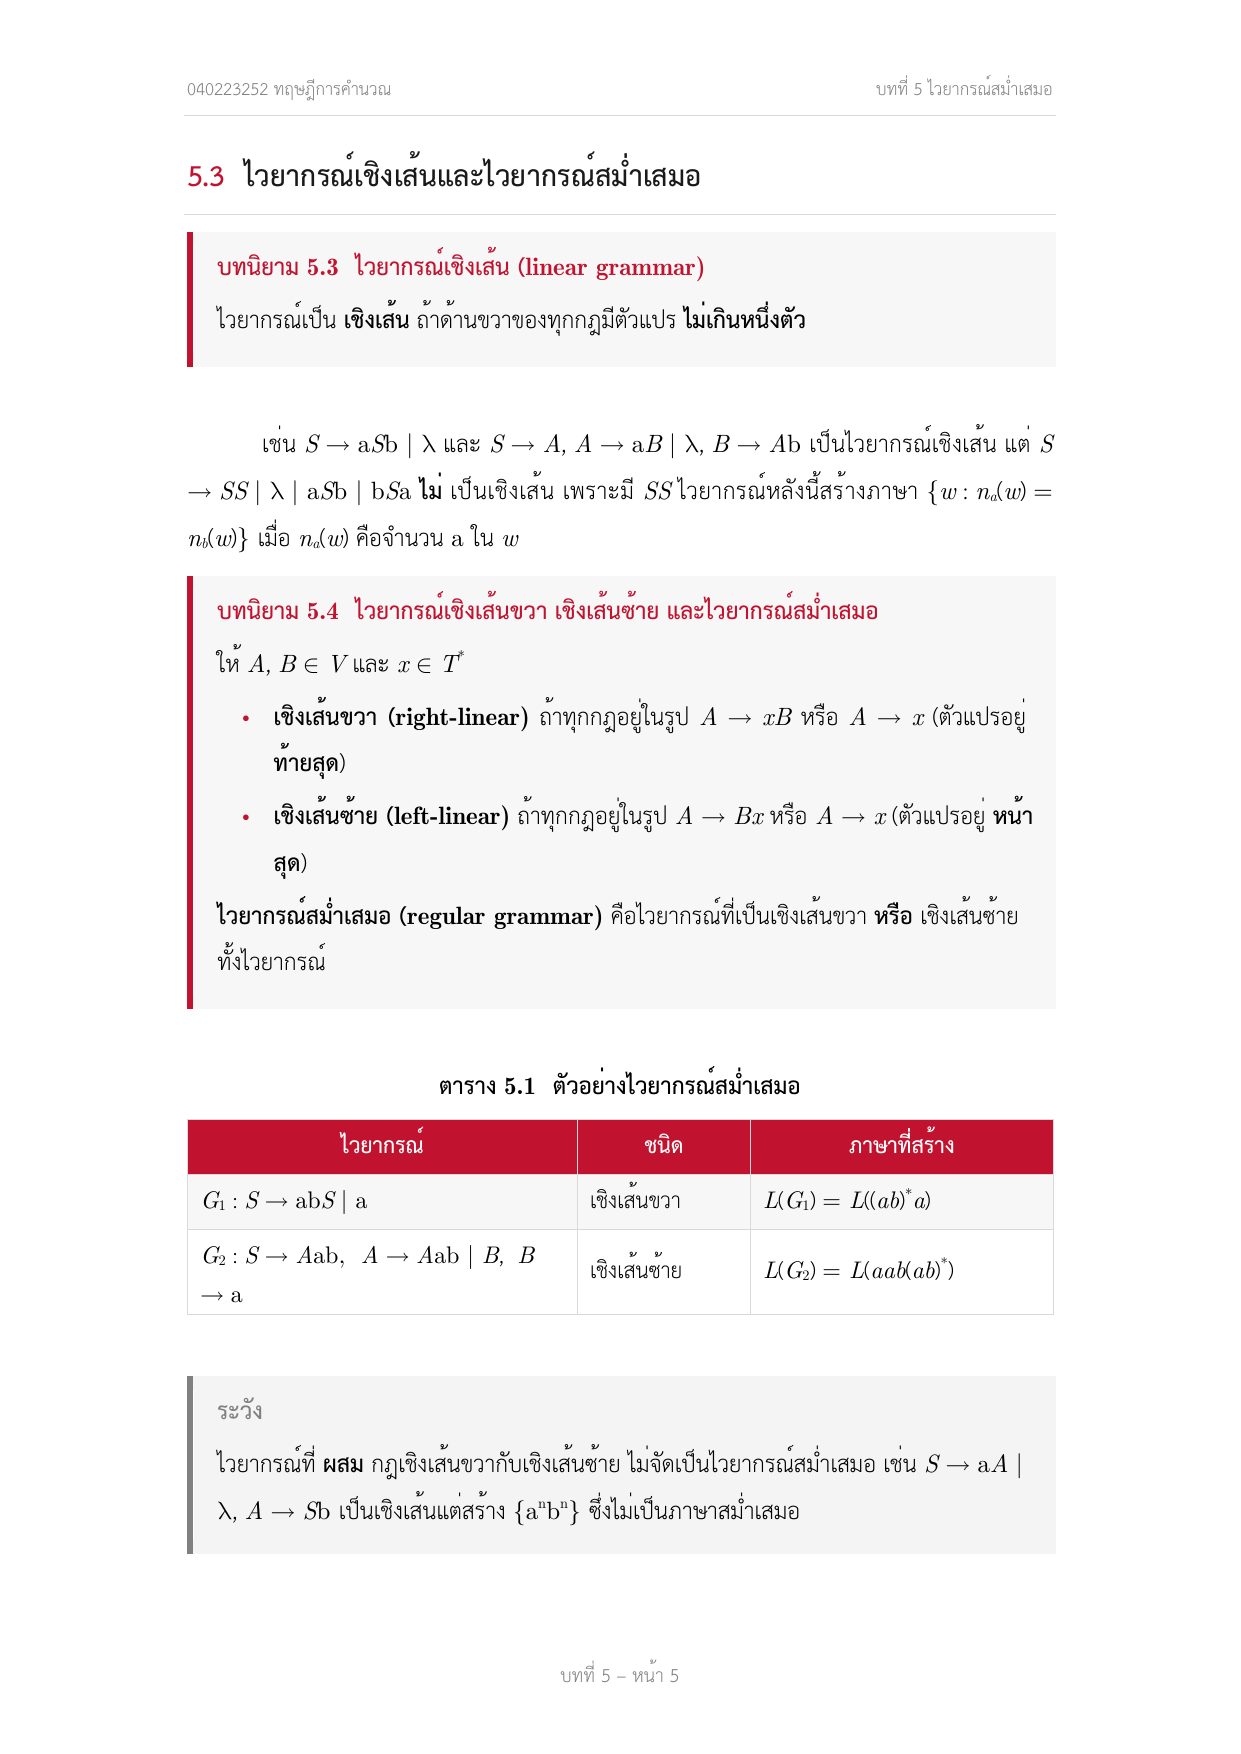 040223252 ทฤษฎีการคำนวณ
บทที่ 5 ไวยากรณ์สม่ำเสมอ
5.3 ไวยากรณ์เชิงเส้นและไวยากรณ์สม่ำเสมอ
บทนิยาม 5.3 ไวยากรณ์เชิงเส้น (linear grammar)
ไวยากรณ์เป็น เชิงเส้น ถ้าด้านขวาของทุกกฎมีตัวแปร ไม่เกินหนึ่งตัว
เช่น S → aSb | λ และ S → A, A → aB | λ, B → Ab เป็นไวยากรณ์เชิงเส้น แต่ S
→ SS | λ | aSb | bSa ไม่ เป็นเชิงเส้น เพราะมี SS ไวยากรณ์หลังนี้สร้างภาษา {w : nₐ(w) =
n_b(w)} เมื่อ nₐ(w) คือจำนวน a ใน w
บทนิยาม 5.4 ไวยากรณ์เชิงเส้นขวา เชิงเส้นซ้าย และไวยากรณ์สม่ำเสมอ
ให้ A, B ∈ V และ x ∈ T*
• เชิงเส้นขวา (right-linear) ถ้าทุกกฎอยู่ในรูป A → xB หรือ A → x (ตัวแปรอยู่
ท้ายสุด)
• เชิงเส้นซ้าย (left-linear) ถ้าทุกกฎอยู่ในรูป A → Bx หรือ A → x (ตัวแปรอยู่ หน้า
สุด)
ไวยากรณ์สม่ำเสมอ (regular grammar) คือไวยากรณ์ที่เป็นเชิงเส้นขวา หรือ เชิงเส้นซ้าย
ทั้งไวยากรณ์
ตาราง 5.1 ตัวอย่างไวยากรณ์สม่ำเสมอ
ไวยากรณ์ ชนิด ภาษาที่สร้าง
G₁ : S → abS | a เชิงเส้นขวา L(G₁) = L((ab)*a)
G₂ : S → Aab, A → Aab | B, B
→ a
เชิงเส้นซ้าย L(G₂) = L(aab(ab)*)
ระวัง
ไวยากรณ์ที่ ผสม กฎเชิงเส้นขวากับเชิงเส้นซ้าย ไม่จัดเป็นไวยากรณ์สม่ำเสมอ เช่น S → aA |
λ, A → Sb เป็นเชิงเส้นแต่สร้าง {aⁿbⁿ} ซึ่งไม่เป็นภาษาสม่ำเสมอ
บทที่ 5 – หน้า 5